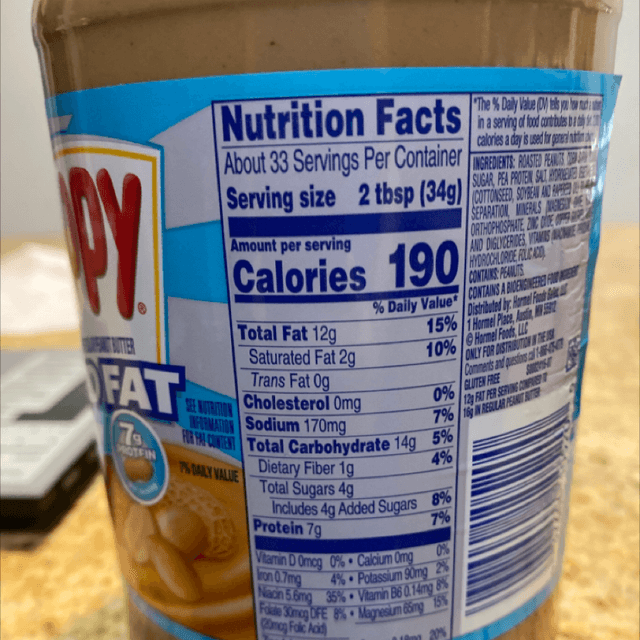 PPY
®
PEANUT BUTTER
FAT
SEE NUTRITION
INFORMATION
FOR FAT CONTENT
7g
PROTEIN
7% DAILY VALUE
Nutrition Facts
About 33 Servings Per Container
Serving size 2 tbsp (34g)
Amount per serving
Calories 190
% Daily Value*
Total Fat 12g 15%
Saturated Fat 2g 10%
Trans Fat 0g
Cholesterol 0mg 0%
Sodium 170mg 7%
Total Carbohydrate 14g 5%
Dietary Fiber 1g 4%
Total Sugars 4g
Includes 4g Added Sugars 8%
Protein 7g 7%
Vitamin D 0mcg 0% • Calcium 0mg 0%
Iron 0.7mg 4% • Potassium 90mg 2%
Niacin 5.6mg 35% • Vitamin B6 0.14mg 8%
Folate 30mcg DFE 8% • Magnesium 65mg 15%
(20mcg Folic Acid) 20%
*The % Daily Value (DV) tells you how much a
in a serving of food contributes to a daily
calories a day is used for general nutrition
INGREDIENTS: ROASTED PEANUTS,
SUGAR, PEA PROTEIN, SALT,
COTTONSEED, SOYBEAN AND
SEPARATION, MINERALS
ORTHOPHOSPHATE, ZINC OXIDE
AND DIGLYCERIDES, VITAMINS
HYDROCHLORIDE, FOLIC ACID).
CONTAINS: PEANUTS.
CONTAINS A BIOENGINEERED FOOD INGREDIENT
Distributed by: Hormel Foods Sales, LLC
1 Hormel Place, Austin, MN
© Hormel Foods, LLC
ONLY FOR DISTRIBUTION IN THE
Comments and questions call
GLUTEN FREE
12g FAT PER SERVING COMPARED TO
16g IN REGULAR PEANUT BUTTER